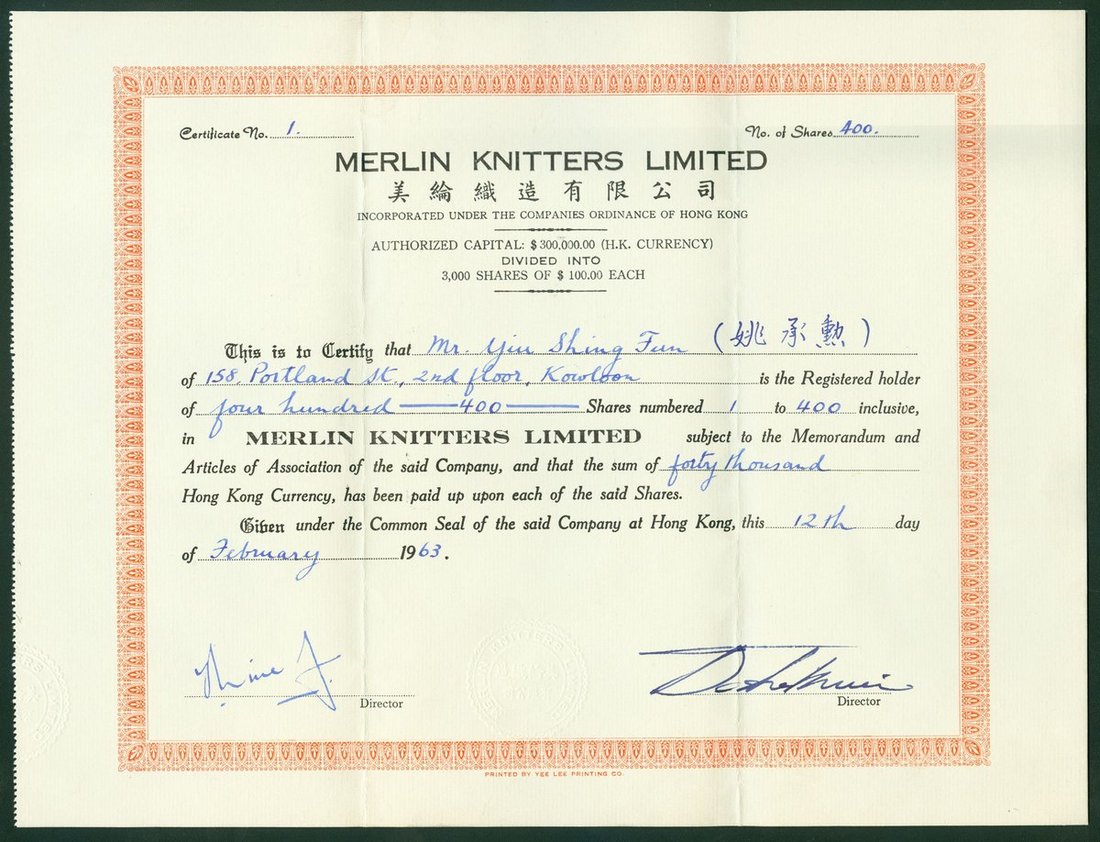 Certificate No. 1.
No. of Shares 400.
MERLIN KNITTERS LIMITED
美綸織造有限公司
INCORPORATED UNDER THE COMPANIES ORDINANCE OF HONG KONG
AUTHORIZED CAPITAL: $300,000.00 (H.K. CURRENCY)
DIVIDED INTO
3,000 SHARES OF $100.00 EACH
This is to Certify that Mr. Yiu Shing Fun (姚承勲)
of 158, Portland St., 2nd floor, Kowloon is the Registered holder
of four hundred — 400 — Shares numbered 1 to 400 inclusive,
in MERLIN KNITTERS LIMITED subject to the Memorandum and
Articles of Association of the said Company, and that the sum of forty thousand
Hong Kong Currency, has been paid up upon each of the said Shares.
Given under the Common Seal of the said Company at Hong Kong, this 12th day
of February 1963.
Director
Director
PRINTED BY YEE LEE PRINTING CO.